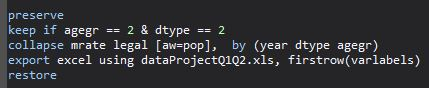 preserve
keep if agegr == 2 & dtype == 2
collapse mrate legal [aw=pop],  by (year dtype agegr)
export excel using dataProjectQ1Q2.xls, firstrow(varlabels)
restore